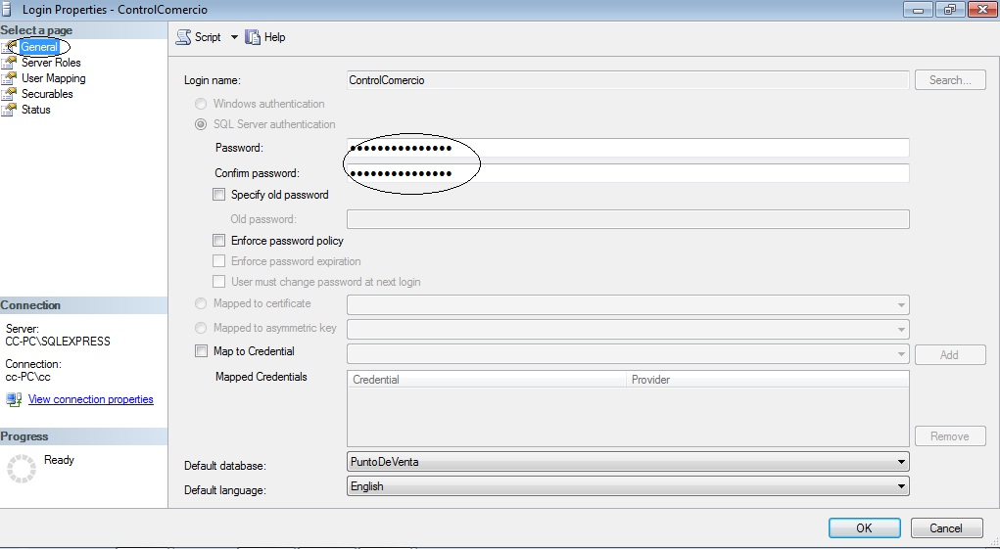 Login Properties - ControlComercio
Select a page
General
Server Roles
User Mapping
Securables
Status
Connection
Server:
CC-PC\SQLEXPRESS
Connection:
cc-PC\cc
View connection properties
Progress
Ready
Script
Help
Login name:
ControlComercio
Search...
Windows authentication
SQL Server authentication
Password:
●●●●●●●●●●●●●●●
Confirm password:
●●●●●●●●●●●●●●●
Specify old password
Old password:
Enforce password policy
Enforce password expiration
User must change password at next login
Mapped to certificate
Mapped to asymmetric key
Map to Credential
Add
Mapped Credentials
Credential Provider
Remove
Default database:
PuntoDeVenta
Default language:
English
OK
Cancel